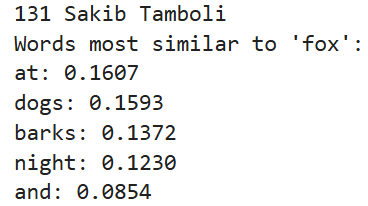 131 Sakib Tamboli
Words most similar to 'fox':
at: 0.1607
dogs: 0.1593
barks: 0.1372
night: 0.1230
and: 0.0854